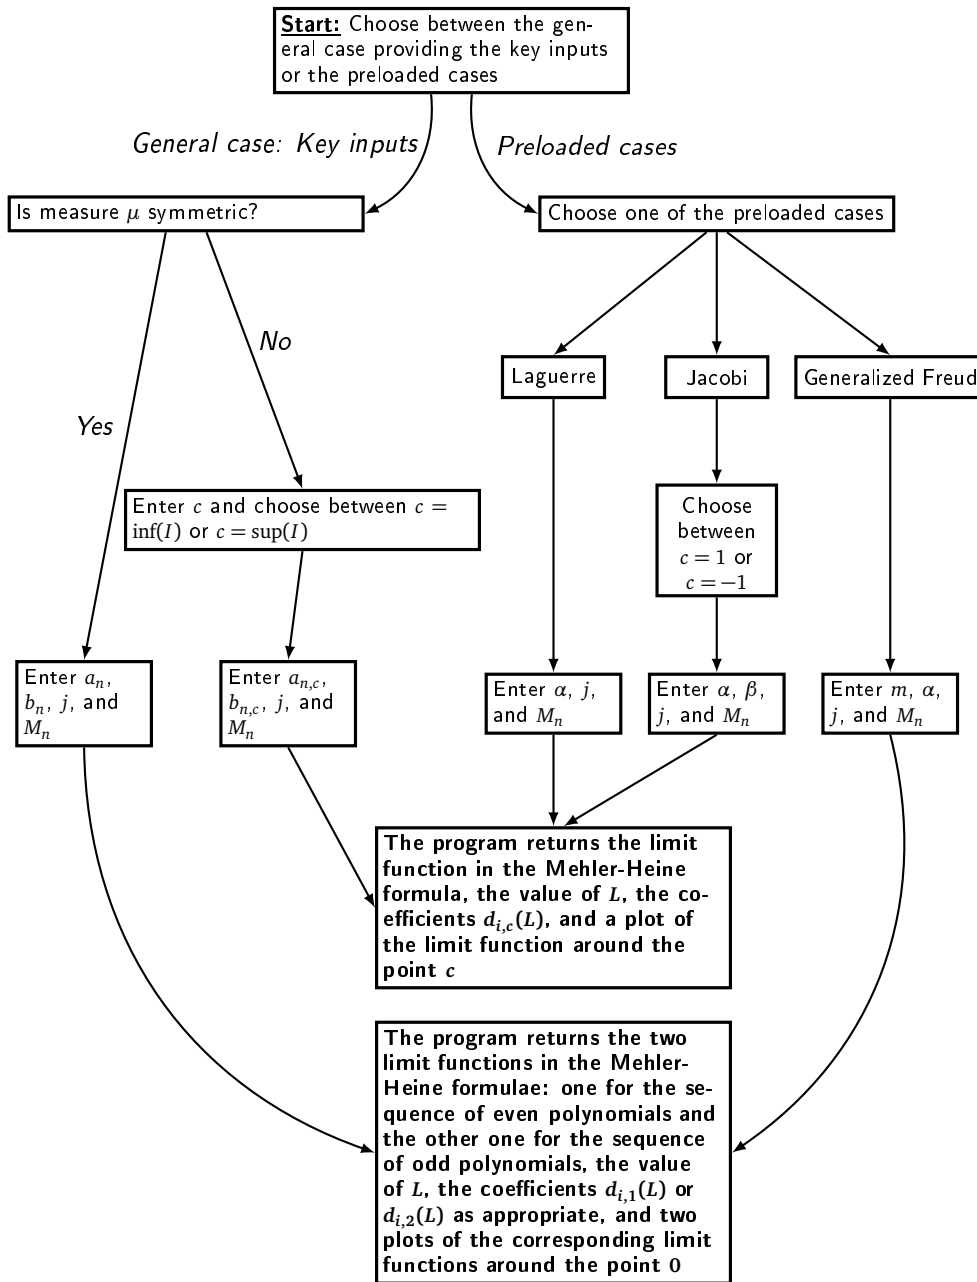 Start: Choose between the gen-
eral case providing the key inputs
or the preloaded cases
General case: Key inputs
Preloaded cases
Is measure μ symmetric?
Choose one of the preloaded cases
No
Yes
Laguerre
Jacobi
Generalized Freud
Enter c and choose between c =
inf(I) or c = sup(I)
Choose
between
c = 1 or
c = −1
Enter aₙ,
bₙ, j, and
Mₙ
Enter a_{n,c},
b_{n,c}, j, and
Mₙ
Enter α, j,
and Mₙ
Enter α, β,
j, and Mₙ
Enter m, α,
j, and Mₙ
The program returns the limit
function in the Mehler-Heine
formula, the value of L, the co-
efficients d_{i,c}(L), and a plot of
the limit function around the
point c
The program returns the two
limit functions in the Mehler-
Heine formulae: one for the se-
quence of even polynomials and
the other one for the sequence
of odd polynomials, the value
of L, the coefficients d_{i,1}(L) or
d_{i,2}(L) as appropriate, and two
plots of the corresponding limit
functions around the point 0